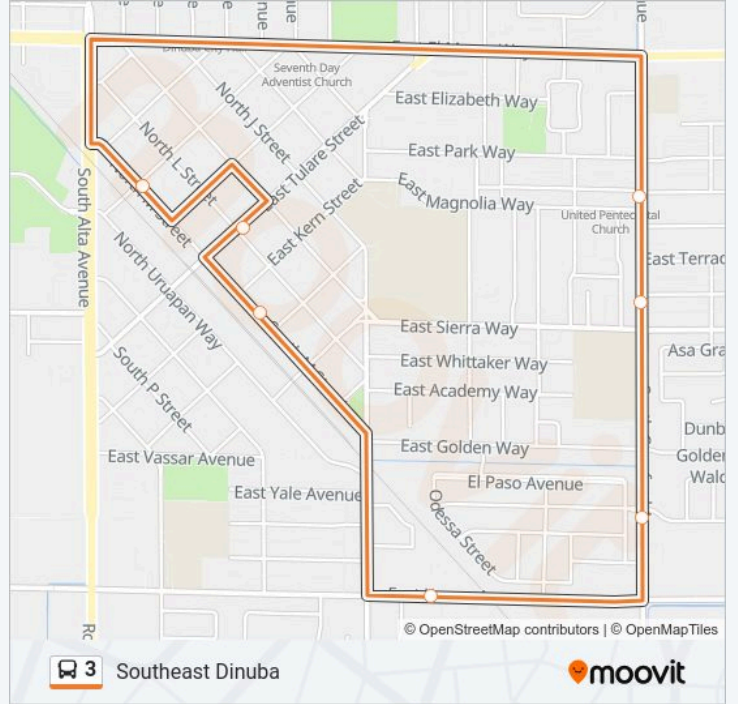 Seventh Day
Adventist Church
North J Street
East Elizabeth Way
North L Street
East Tulare Street
East Park Way
East Magnolia Way
East Kern Street
United Pentecostal
Church
South Alta Avenue
North Uruapan Way
East Sierra Way
Asa Gra
East Whittaker Way
South P Street
East Academy Way
Dunb
East Golden Way
Golden
East Vassar Avenue
Walc
El Paso Avenue
East Yale Avenue
Odessa Street
© OpenStreetMap contributors | © OpenMapTiles
3 Southeast Dinuba
moovit